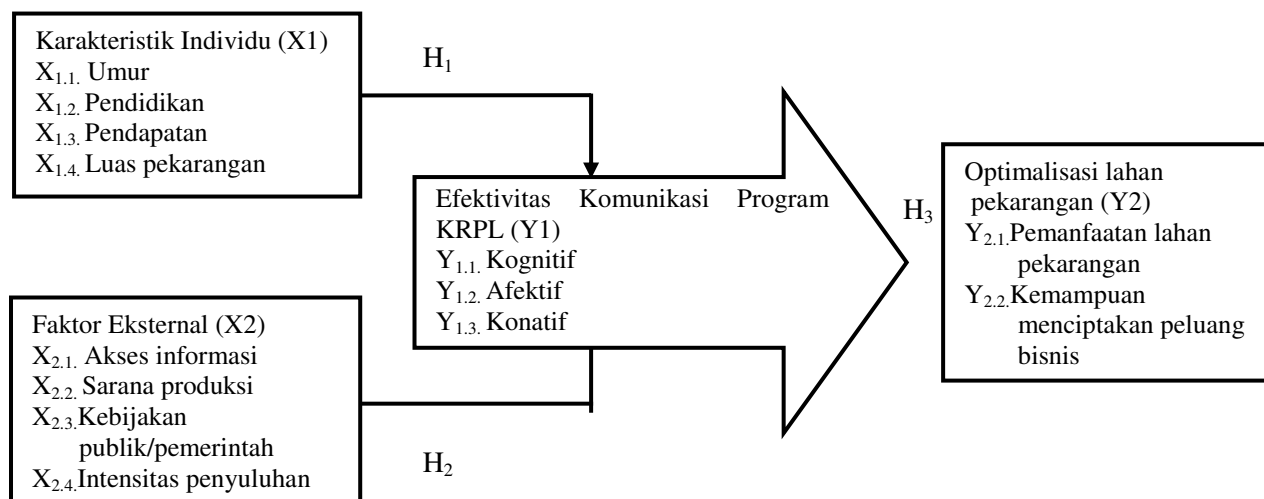 Karakteristik Individu (X1)
X1.1. Umur
X1.2. Pendidikan
X1.3. Pendapatan
X1.4. Luas pekarangan
H1
Efektivitas Komunikasi Program
KRPL (Y1)
Y1.1. Kognitif
Y1.2. Afektif
Y1.3. Konatif
H3
Optimalisasi lahan
pekarangan (Y2)
Y2.1.Pemanfaatan lahan
pekarangan
Y2.2.Kemampuan
menciptakan peluang
bisnis
Faktor Eksternal (X2)
X2.1. Akses informasi
X2.2. Sarana produksi
X2.3.Kebijakan
publik/pemerintah
X2.4.Intensitas penyuluhan
H2